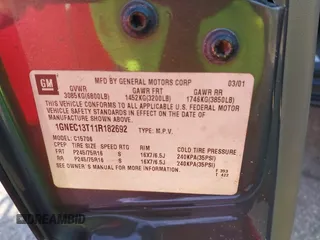 GM
MFD BY GENERAL MOTORS CORP 03/01
GVWR GAWR FRT GAWR RR
3085KG(6800LB) 1452KG(3200LB) 1746KG(3850LB)
THIS VEHICLE CONFORMS TO ALL APPLICABLE U.S. FEDERAL MOTOR
VEHICLE SAFETY STANDARDS IN EFFECT ON THE DATE OF
MANUFACTURE SHOWN ABOVE.
1GNEC13T11R182692 TYPE: M.P.V.
MODEL: C15706
CPEP TIRE SIZE SPEED RTG RIM COLD TIRE PRESSURE
FRT P245/75R16 S 16X7/6.5J 240KPA(35PSI)
RR P245/75R16 S 16X7/6.5J 240KPA(35PSI)
SEE OWNER'S MANUAL FOR MORE INFORMATION.
DREAMBID